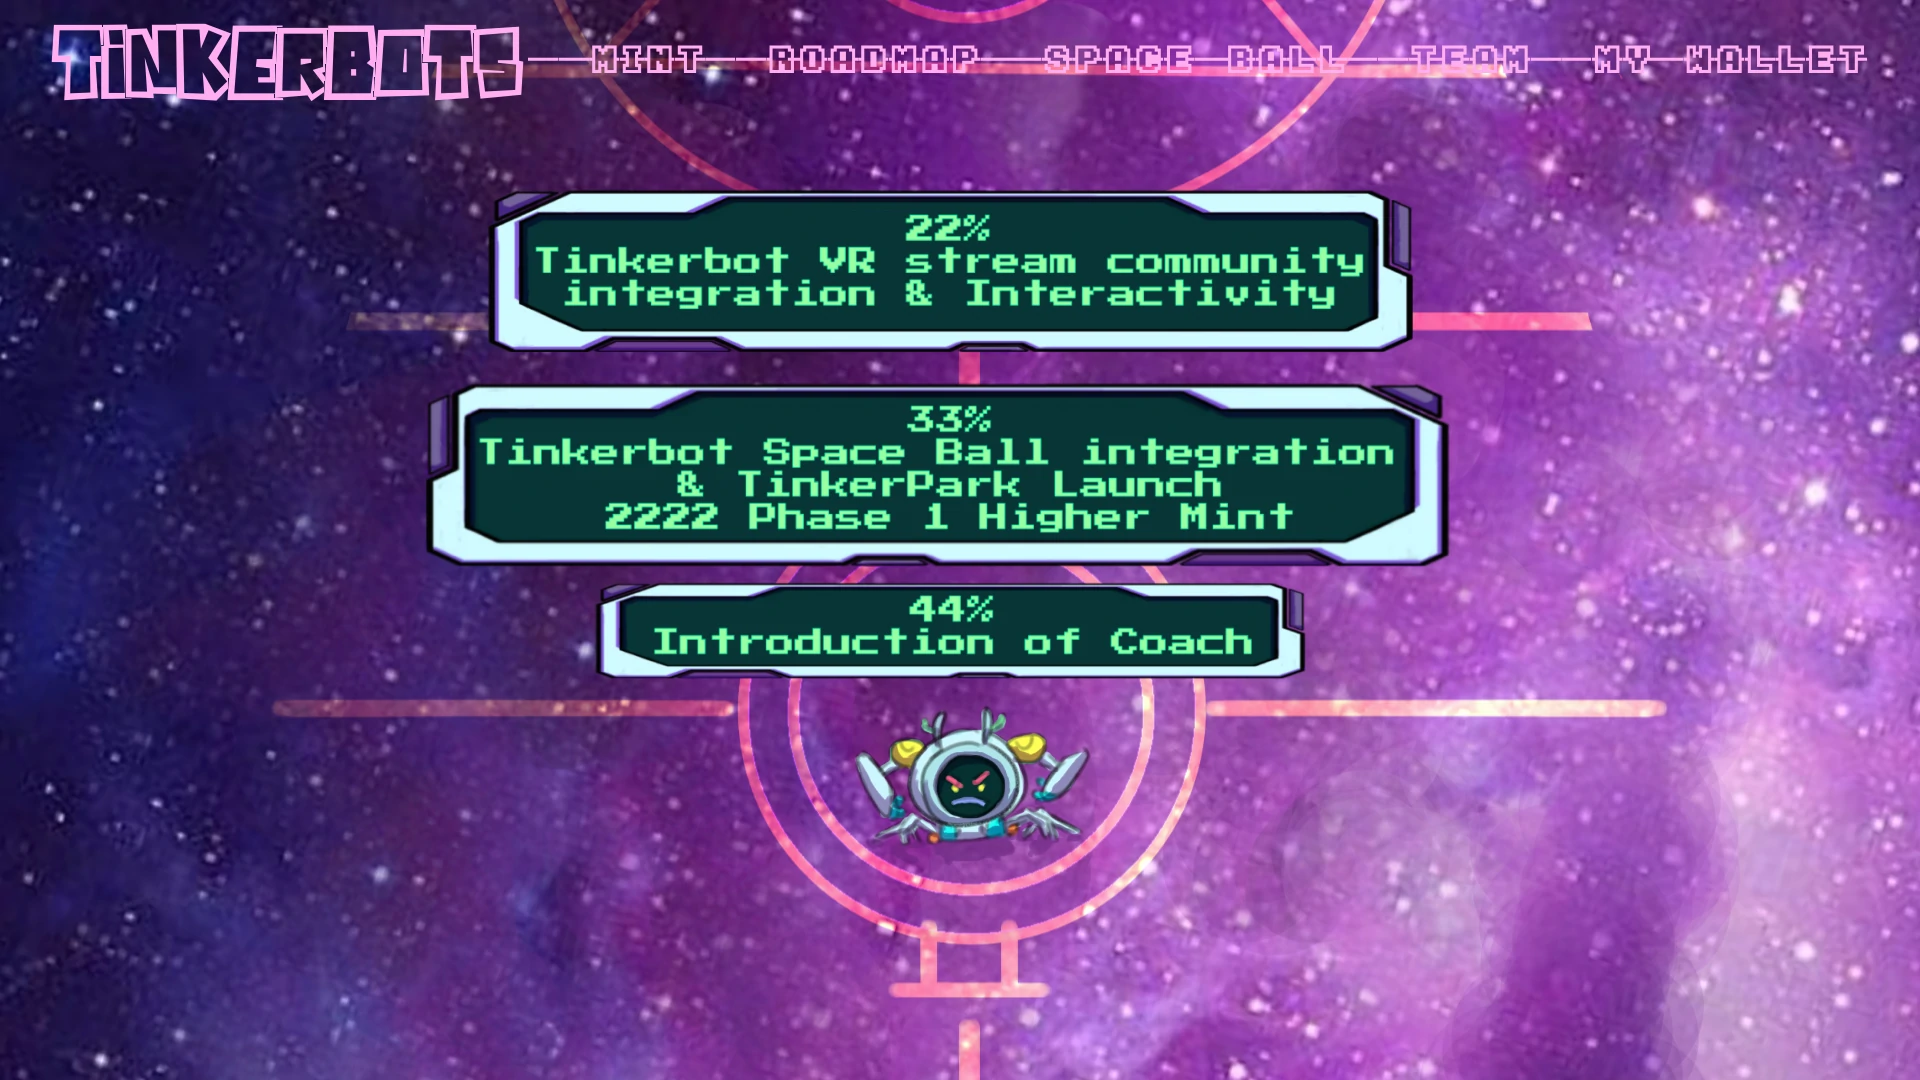 TiNKERBOTS MINT ROADMAP SPACE BALL TEAM MY WALLET
22%
Tinkerbot VR stream community
integration & Interactivity
33%
Tinkerbot Space Ball integration
& TinkerPark Launch
2222 Phase 1 Higher Mint
44%
Introduction of Coach